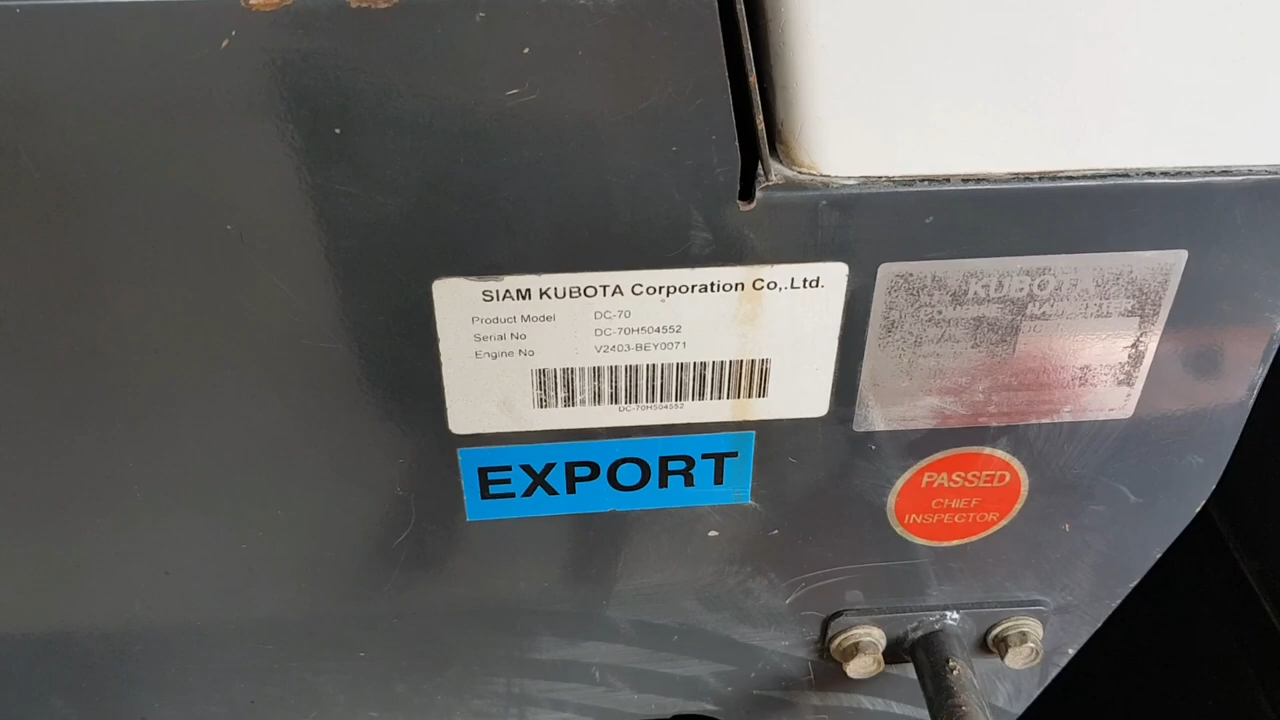 SIAM KUBOTA Corporation Co,.Ltd.
Product Model DC-70
Serial No DC-70H504552
Engine No : V2403-BEY0071
DC-70H504552
EXPORT
KUBOTA
PASSED
CHIEF
INSPECTOR